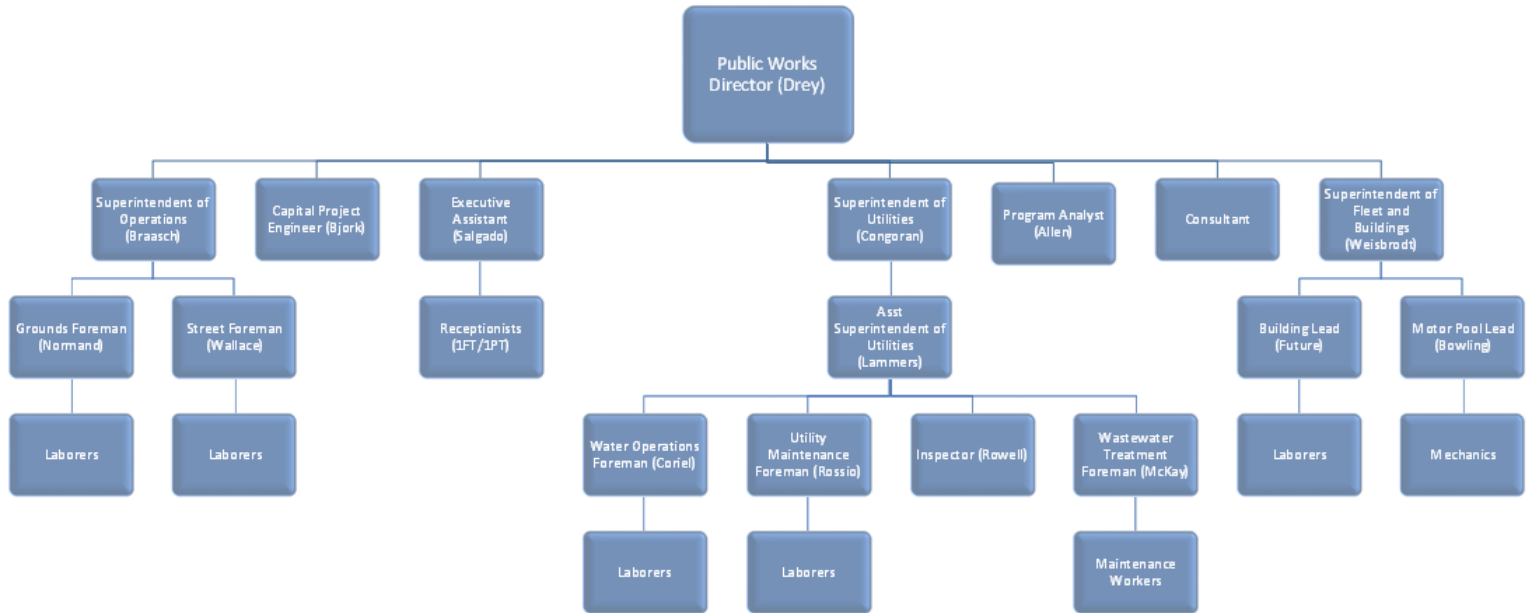 Public Works
Director (Drey)
Superintendent of
Operations
(Braasch)
Capital Project
Engineer (Bjork)
Executive
Assistant
(Salgado)
Superintendent of
Utilities
(Congoran)
Program Analyst
(Allen)
Consultant
Superintendent of
Fleet and
Buildings
(Weisbrodt)
Grounds Foreman
(Normand)
Street Foreman
(Wallace)
Receptionists
(1FT/1PT)
Asst
Superintendent of
Utilities
(Lammers)
Building Lead
(Future)
Motor Pool Lead
(Bowling)
Laborers
Laborers
Water Operations
Foreman (Coriel)
Utility
Maintenance
Foreman (Rossio)
Inspector (Rowell)
Wastewater
Treatment
Foreman (McKay)
Laborers
Mechanics
Laborers
Laborers
Maintenance
Workers